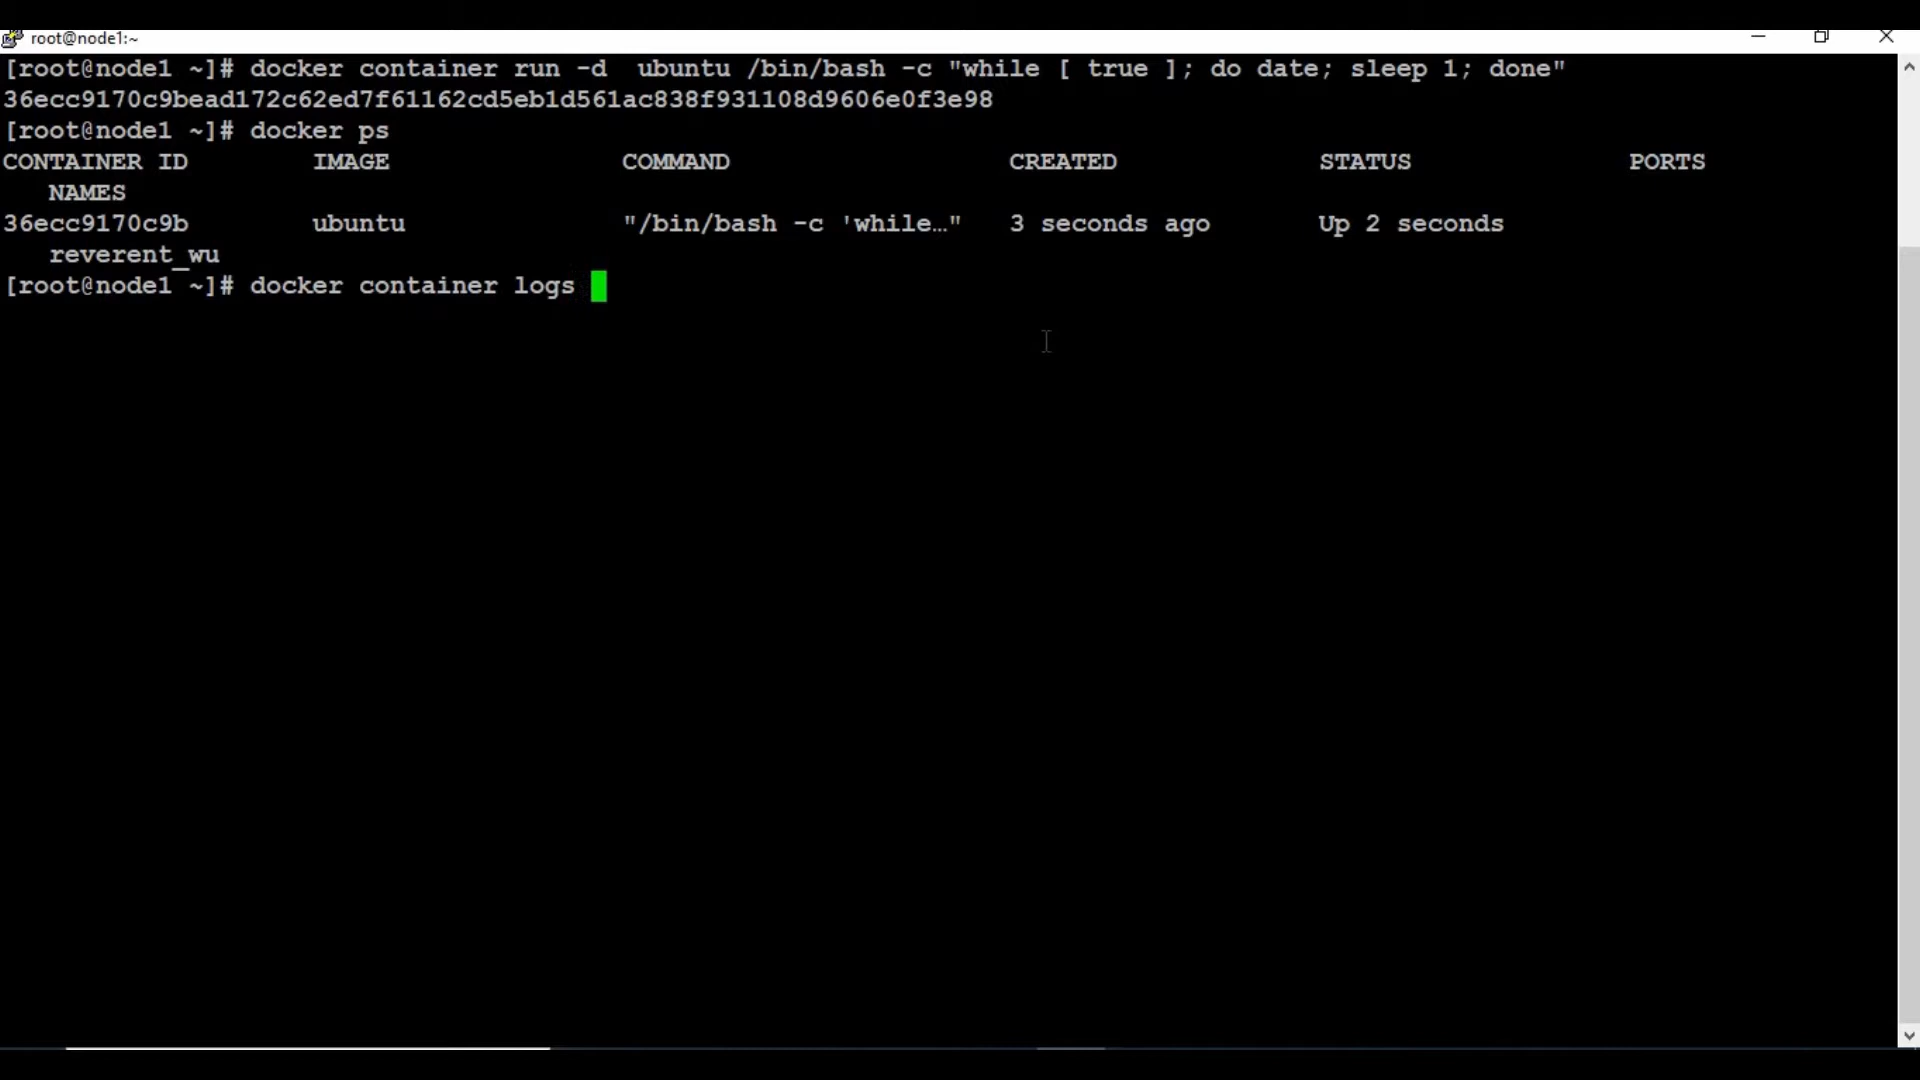 root@node1:~
[root@node1 ~]# docker container run -d  ubuntu /bin/bash -c "while [ true ]; do date; sleep 1; done"
36ecc9170c9bead172c62ed7f61162cd5eb1d561ac838f931108d9606e0f3e98
[root@node1 ~]# docker ps
CONTAINER ID        IMAGE               COMMAND                  CREATED             STATUS              PORTS
   NAMES
36ecc9170c9b        ubuntu              "/bin/bash -c 'while…"   3 seconds ago       Up 2 seconds
   reverent_wu
[root@node1 ~]# docker container logs